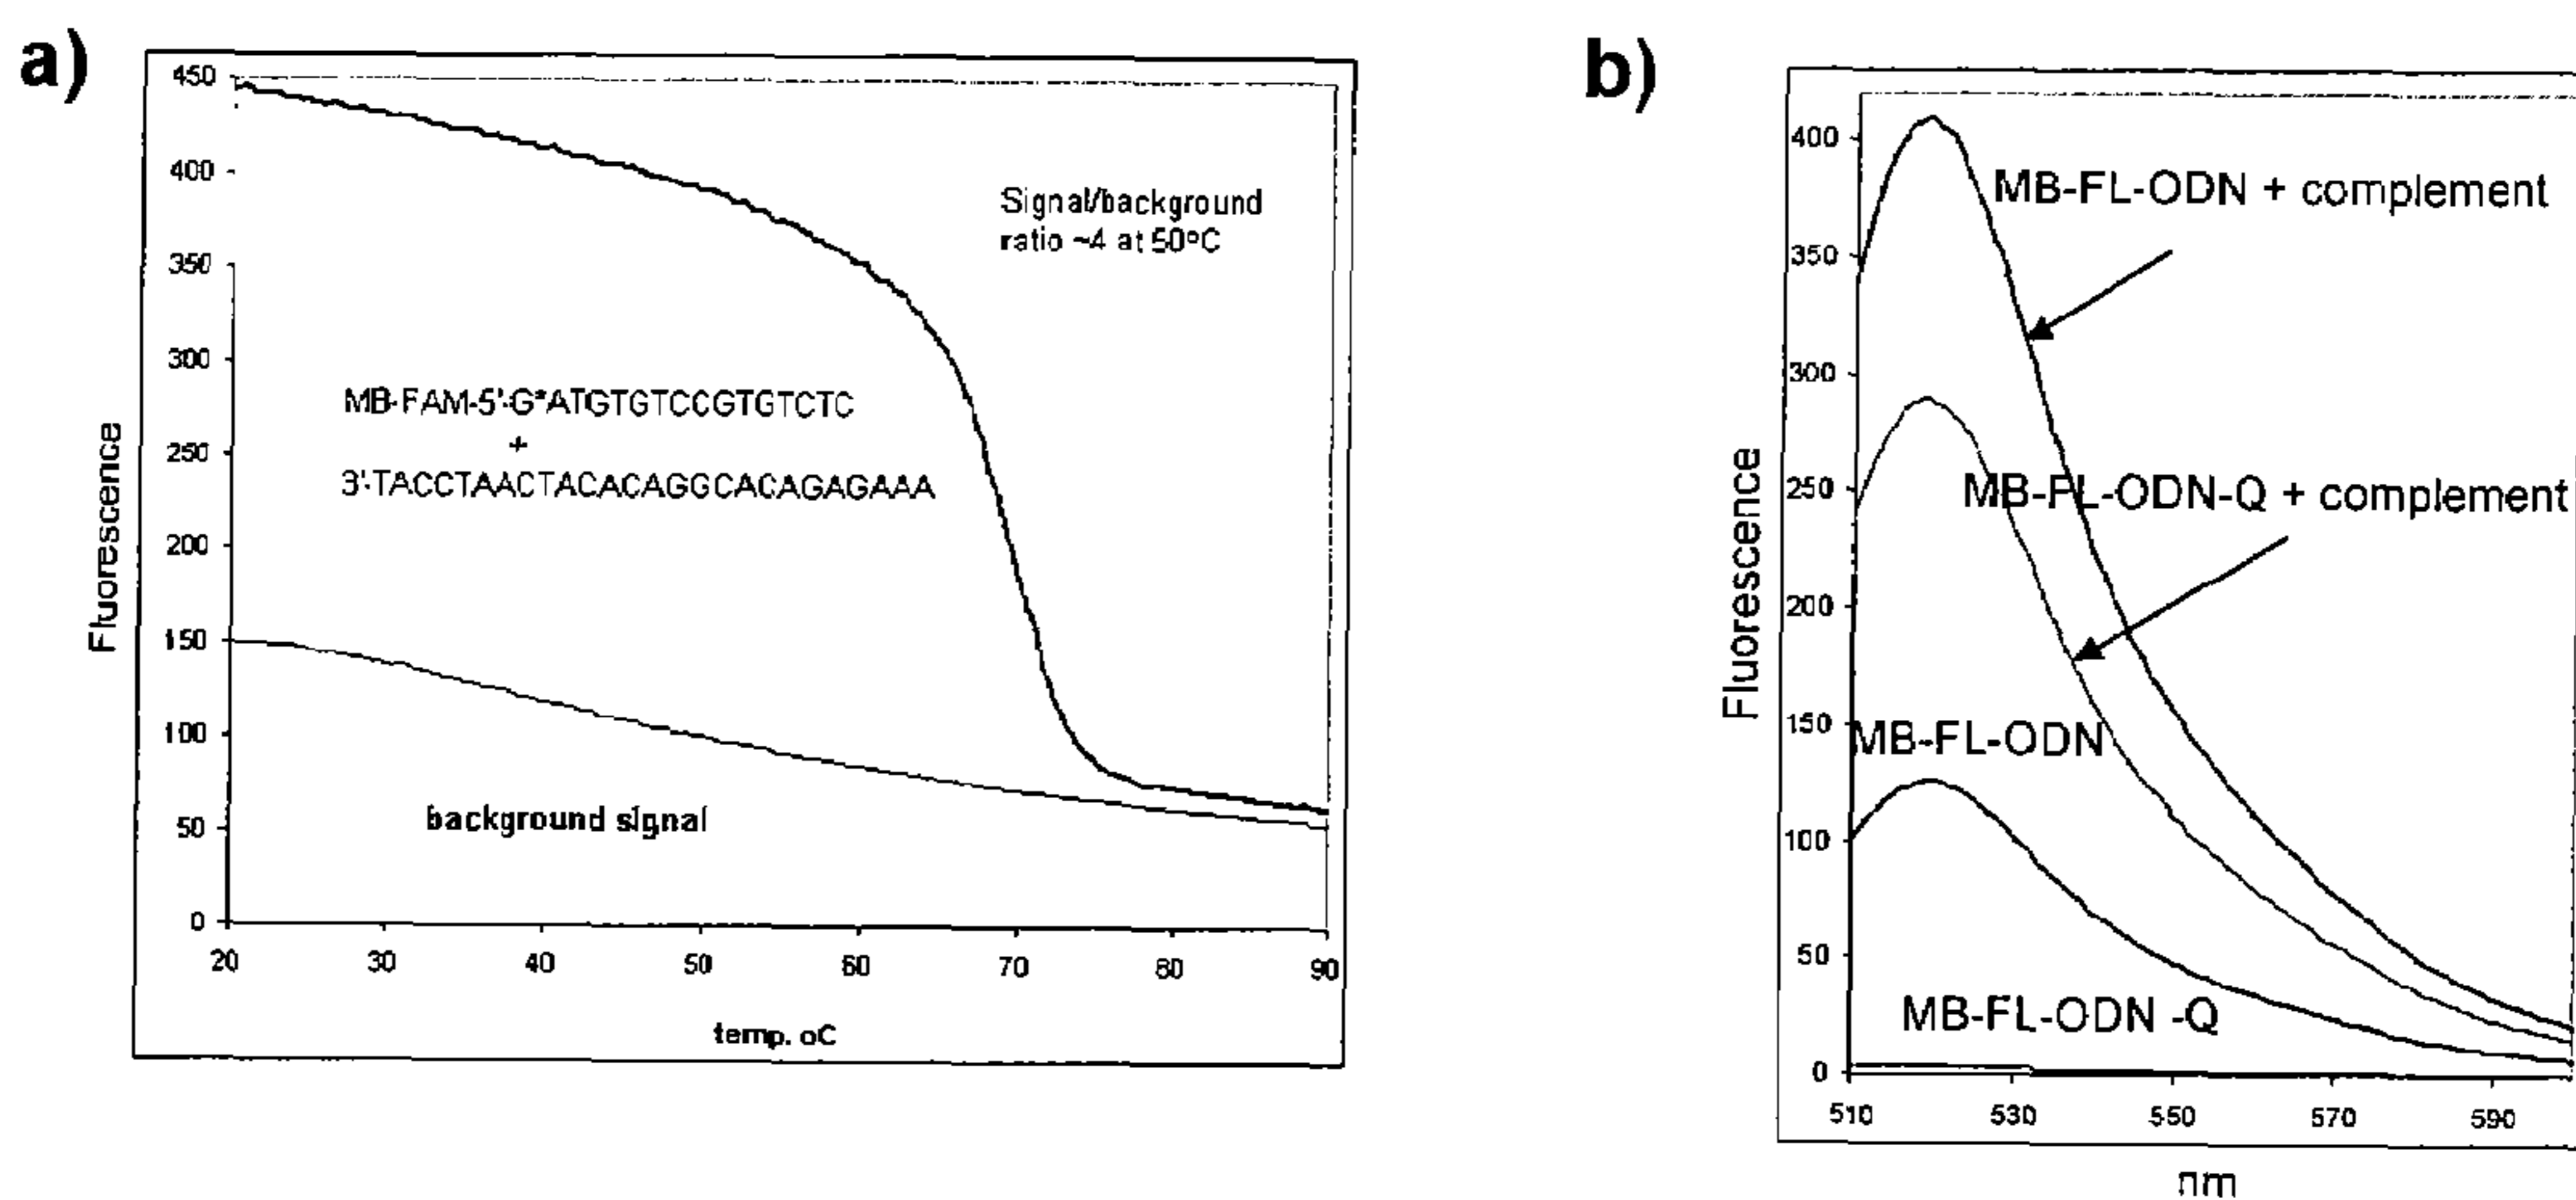 a)
450
400
350
300
250
200
150
100
50
0
Fluorescence
Signal/background
ratio ~4 at 50ºC
MB-FAM-5'-G*ATGTGTCCGTGTCTC
+
3'-TACCTAACTACACAGGCACAGAGAAA
background signal
20 30 40 50 60 70 80 90
temp. oC
b)
400
350
300
250
200
150
100
50
0
Fluorescence
MB-FL-ODN + complement
MB-FL-ODN-Q + complement
MB-FL-ODN
MB-FL-ODN -Q
510 530 550 570 590
nm